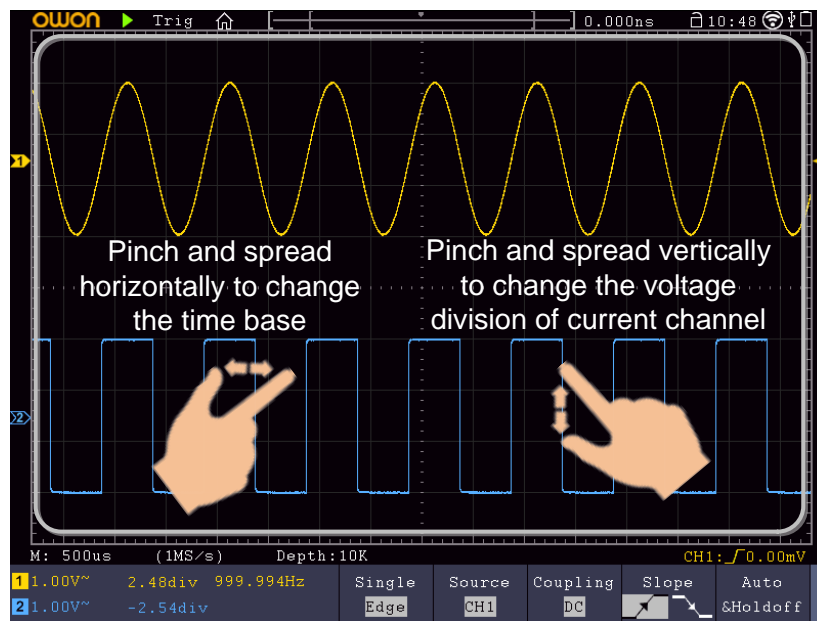 OWON Trig 0.000ns 10:48
1
Pinch and spread
horizontally to change
the time base
Pinch and spread vertically
to change the voltage
division of current channel
2
M: 500us (1MS/s) Depth:10K CH1: 0.00mV
1 1.00V~ 2.48div 999.994Hz Single Source Coupling Slope Auto
2 1.00V~ -2.54div Edge CH1 DC &Holdoff